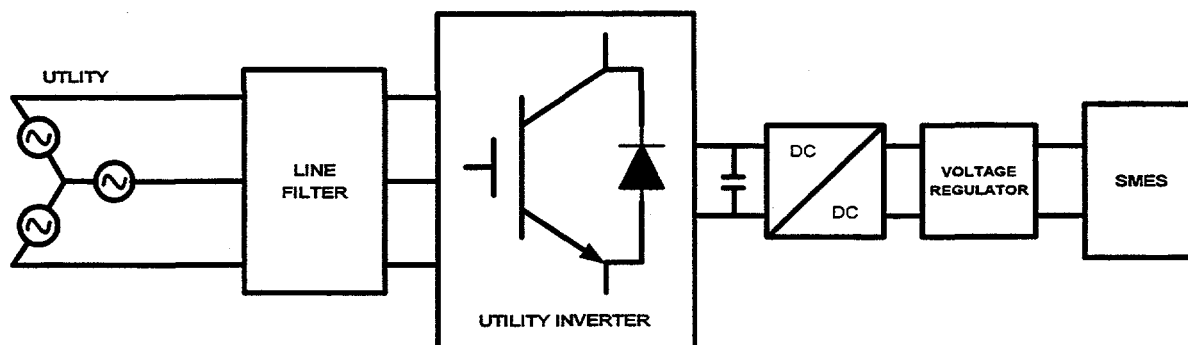 UTLITY
LINE
FILTER
UTILITY INVERTER
DC
DC
VOLTAGE
REGULATOR
SMES